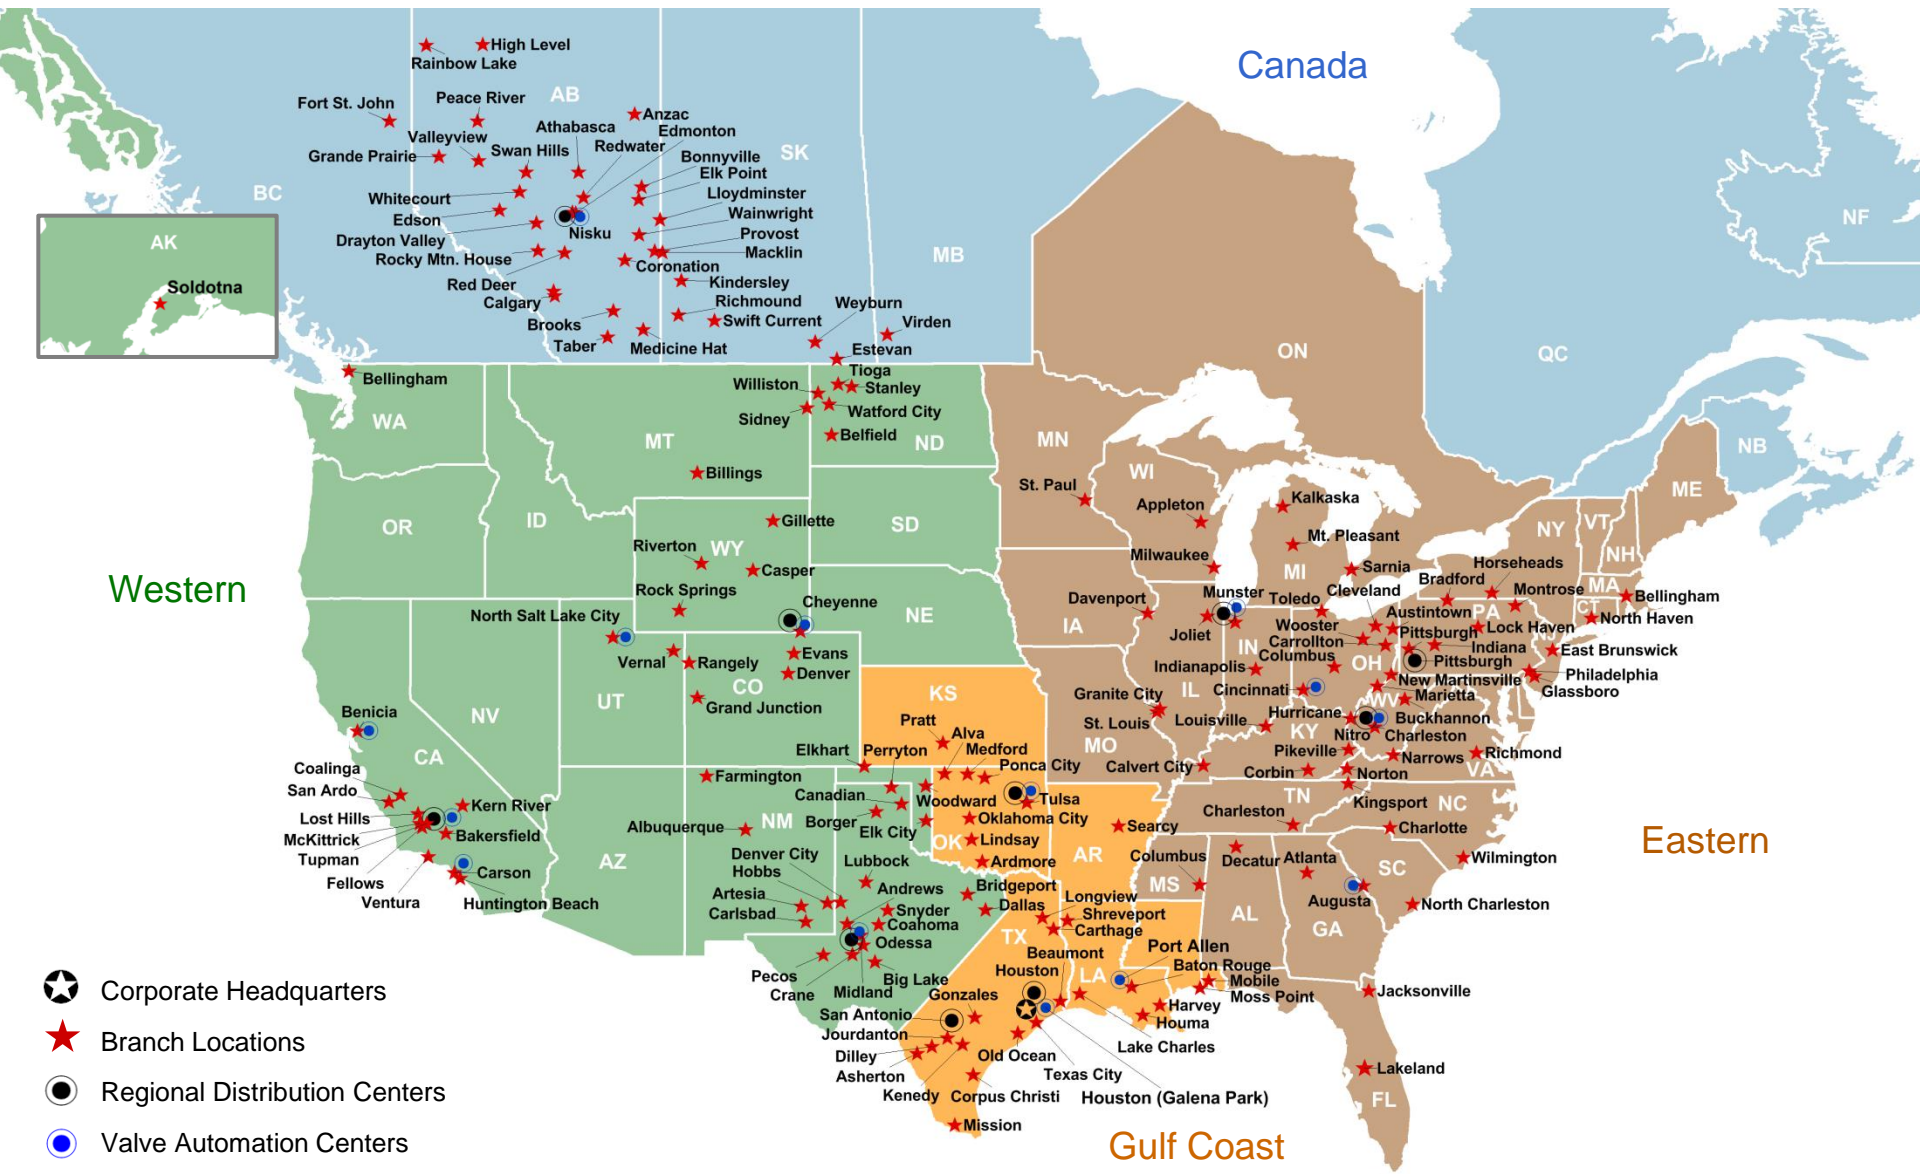 Canada
High Level
Rainbow Lake
AB
Fort St. John
Peace River
Anzac
Athabasca
Edmonton
Valleyview
Redwater
Grande Prairie
Swan Hills
SK
Bonnyville
Elk Point
BC
Whitecourt
Lloydminster
Edson
Wainwright
NF
Nisku
Provost
Drayton Valley
AK
Macklin
MB
Rocky Mtn. House
Coronation
Red Deer
Kindersley
Soldotna
Calgary
Richmound
Weyburn
Swift Current
Virden
Brooks
Taber
Medicine Hat
Estevan
ON
QC
Bellingham
Tioga
Williston
Stanley
Sidney
Watford City
WA
Belfield
ND
MT
MN
NB
WI
Billings
St. Paul
ME
Appleton
Kalkaska
Gillette
OR
ID
SD
NY
VT
Mt. Pleasant
Riverton
WY
Milwaukee
NH
Horseheads
Casper
MI
Sarnia
Bradford
Western
Rock Springs
Cheyenne
Munster
Toledo
Cleveland
Montrose
MA
Bellingham
Davenport
CT
North Salt Lake City
NE
IA
Joliet
Austintown
PA
North Haven
Wooster
Pittsburgh
Lock Haven
NJ
Carrollton
Indiana
East Brunswick
Vernal
Rangely
Evans
IN
Columbus
Pittsburgh
Denver
Indianapolis
OH
Philadelphia
New Martinsville
CO
KS
IL
Cincinnati
Glassboro
Granite City
Marietta
UT
Grand Junction
WV
NV
Benicia
St. Louis
Louisville
Hurricane
Buckhannon
Pratt
Alva
KY
Nitro
Charleston
Elkhart
Perryton
Medford
MO
Pikeville
Richmond
CA
Ponca City
Calvert City
Narrows
Coalinga
Farmington
Corbin
Norton
VA
San Ardo
Canadian
Woodward
Tulsa
TN
Kingsport
NC
Kern River
Lost Hills
Borger
Oklahoma City
Charleston
Albuquerque
NM
Elk City
Searcy
Charlotte
McKittrick
Bakersfield
OK
Lindsay
Eastern
Tupman
AZ
Denver City
Lubbock
Ardmore
AR
Columbus
Decatur
Atlanta
Wilmington
Carson
Hobbs
SC
Fellows
Andrews
Bridgeport
MS
Ventura
Huntington Beach
Artesia
Longview
Augusta
Snyder
Dallas
North Charleston
Carlsbad
Coahoma
Shreveport
AL
Carthage
GA
Odessa
TX
Port Allen
Beaumont
Baton Rouge
Pecos
Houston
LA
Big Lake
Mobile
Corporate Headquarters
Crane
Midland
Gonzales
Moss Point
Jacksonville
Harvey
San Antonio
Houma
Jourdanton
Branch Locations
Dilley
Old Ocean
Lake Charles
Asherton
Texas City
Lakeland
Regional Distribution Centers
Kenedy
Corpus Christi
Houston (Galena Park)
FL
Mission
Valve Automation Centers
Gulf Coast